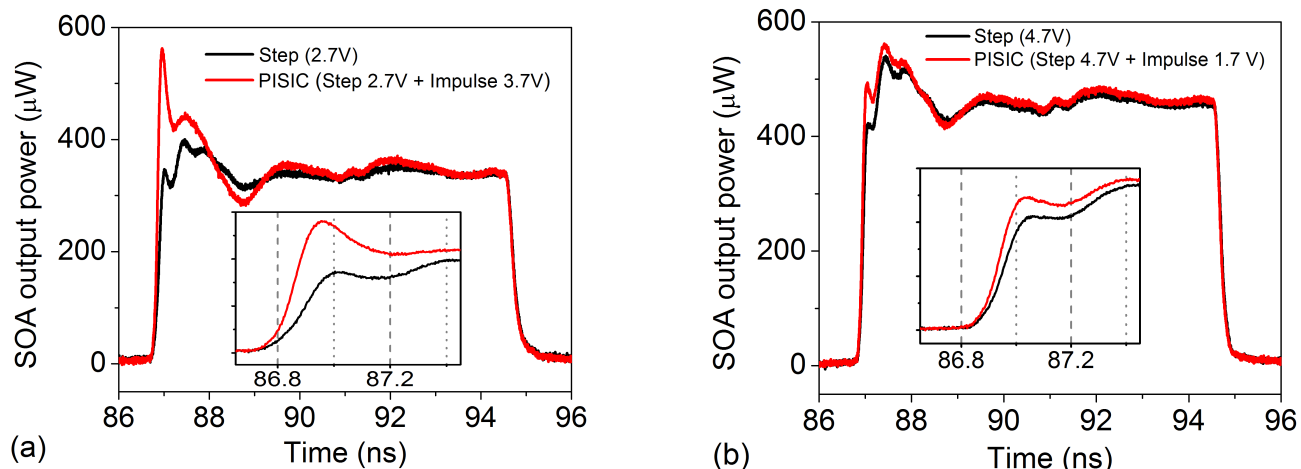 (a)
SOA output power (µW)
600
400
200
0
Step (2.7V)
PISIC (Step 2.7V + Impulse 3.7V)
86.8 87.2
86 88 90 92 94 96
Time (ns)
(b)
SOA output power (µW)
600
400
200
0
Step (4.7V)
PISIC (Step 4.7V + Impulse 1.7 V)
86.8 87.2
86 88 90 92 94 96
Time (ns)